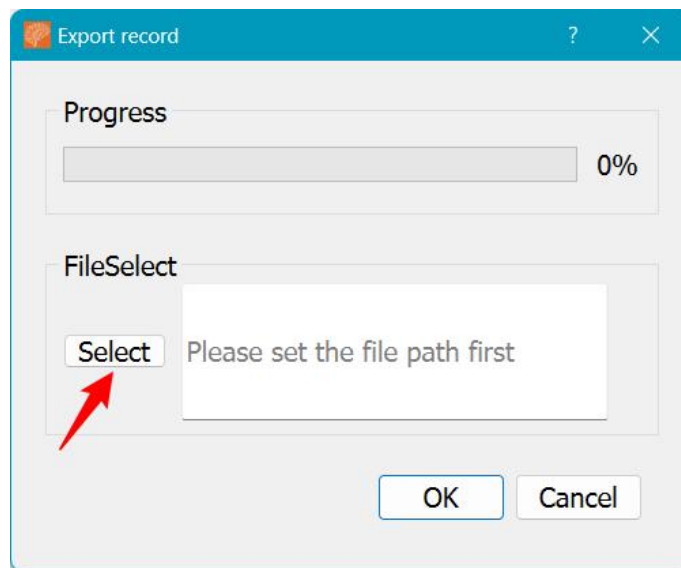 Export record
?
Progress
0%
FileSelect
Select
Please set the file path first
OK
Cancel